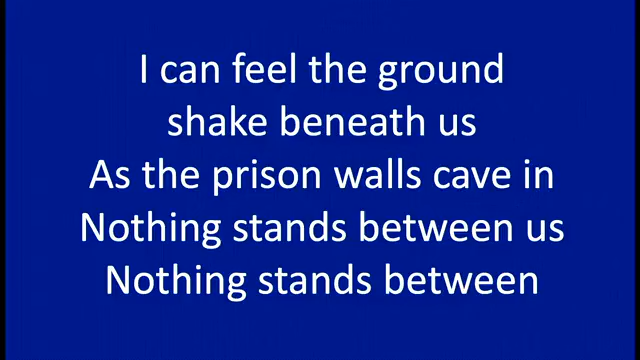 I can feel the ground
shake beneath us
As the prison walls cave in
Nothing stands between us
Nothing stands between